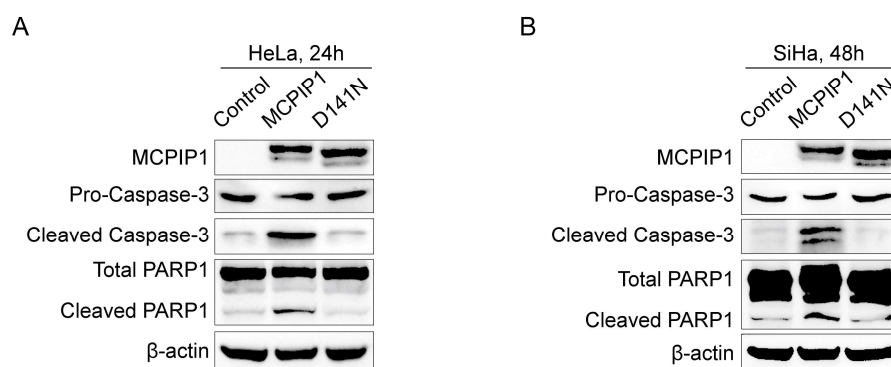 A
HeLa, 24h
Control
MCPIP1
D141N
MCPIP1
Pro-Caspase-3
Cleaved Caspase-3
Total PARP1
Cleaved PARP1
β-actin
B
SiHa, 48h
Control
MCPIP1
D141N
MCPIP1
Pro-Caspase-3
Cleaved Caspase-3
Total PARP1
Cleaved PARP1
β-actin